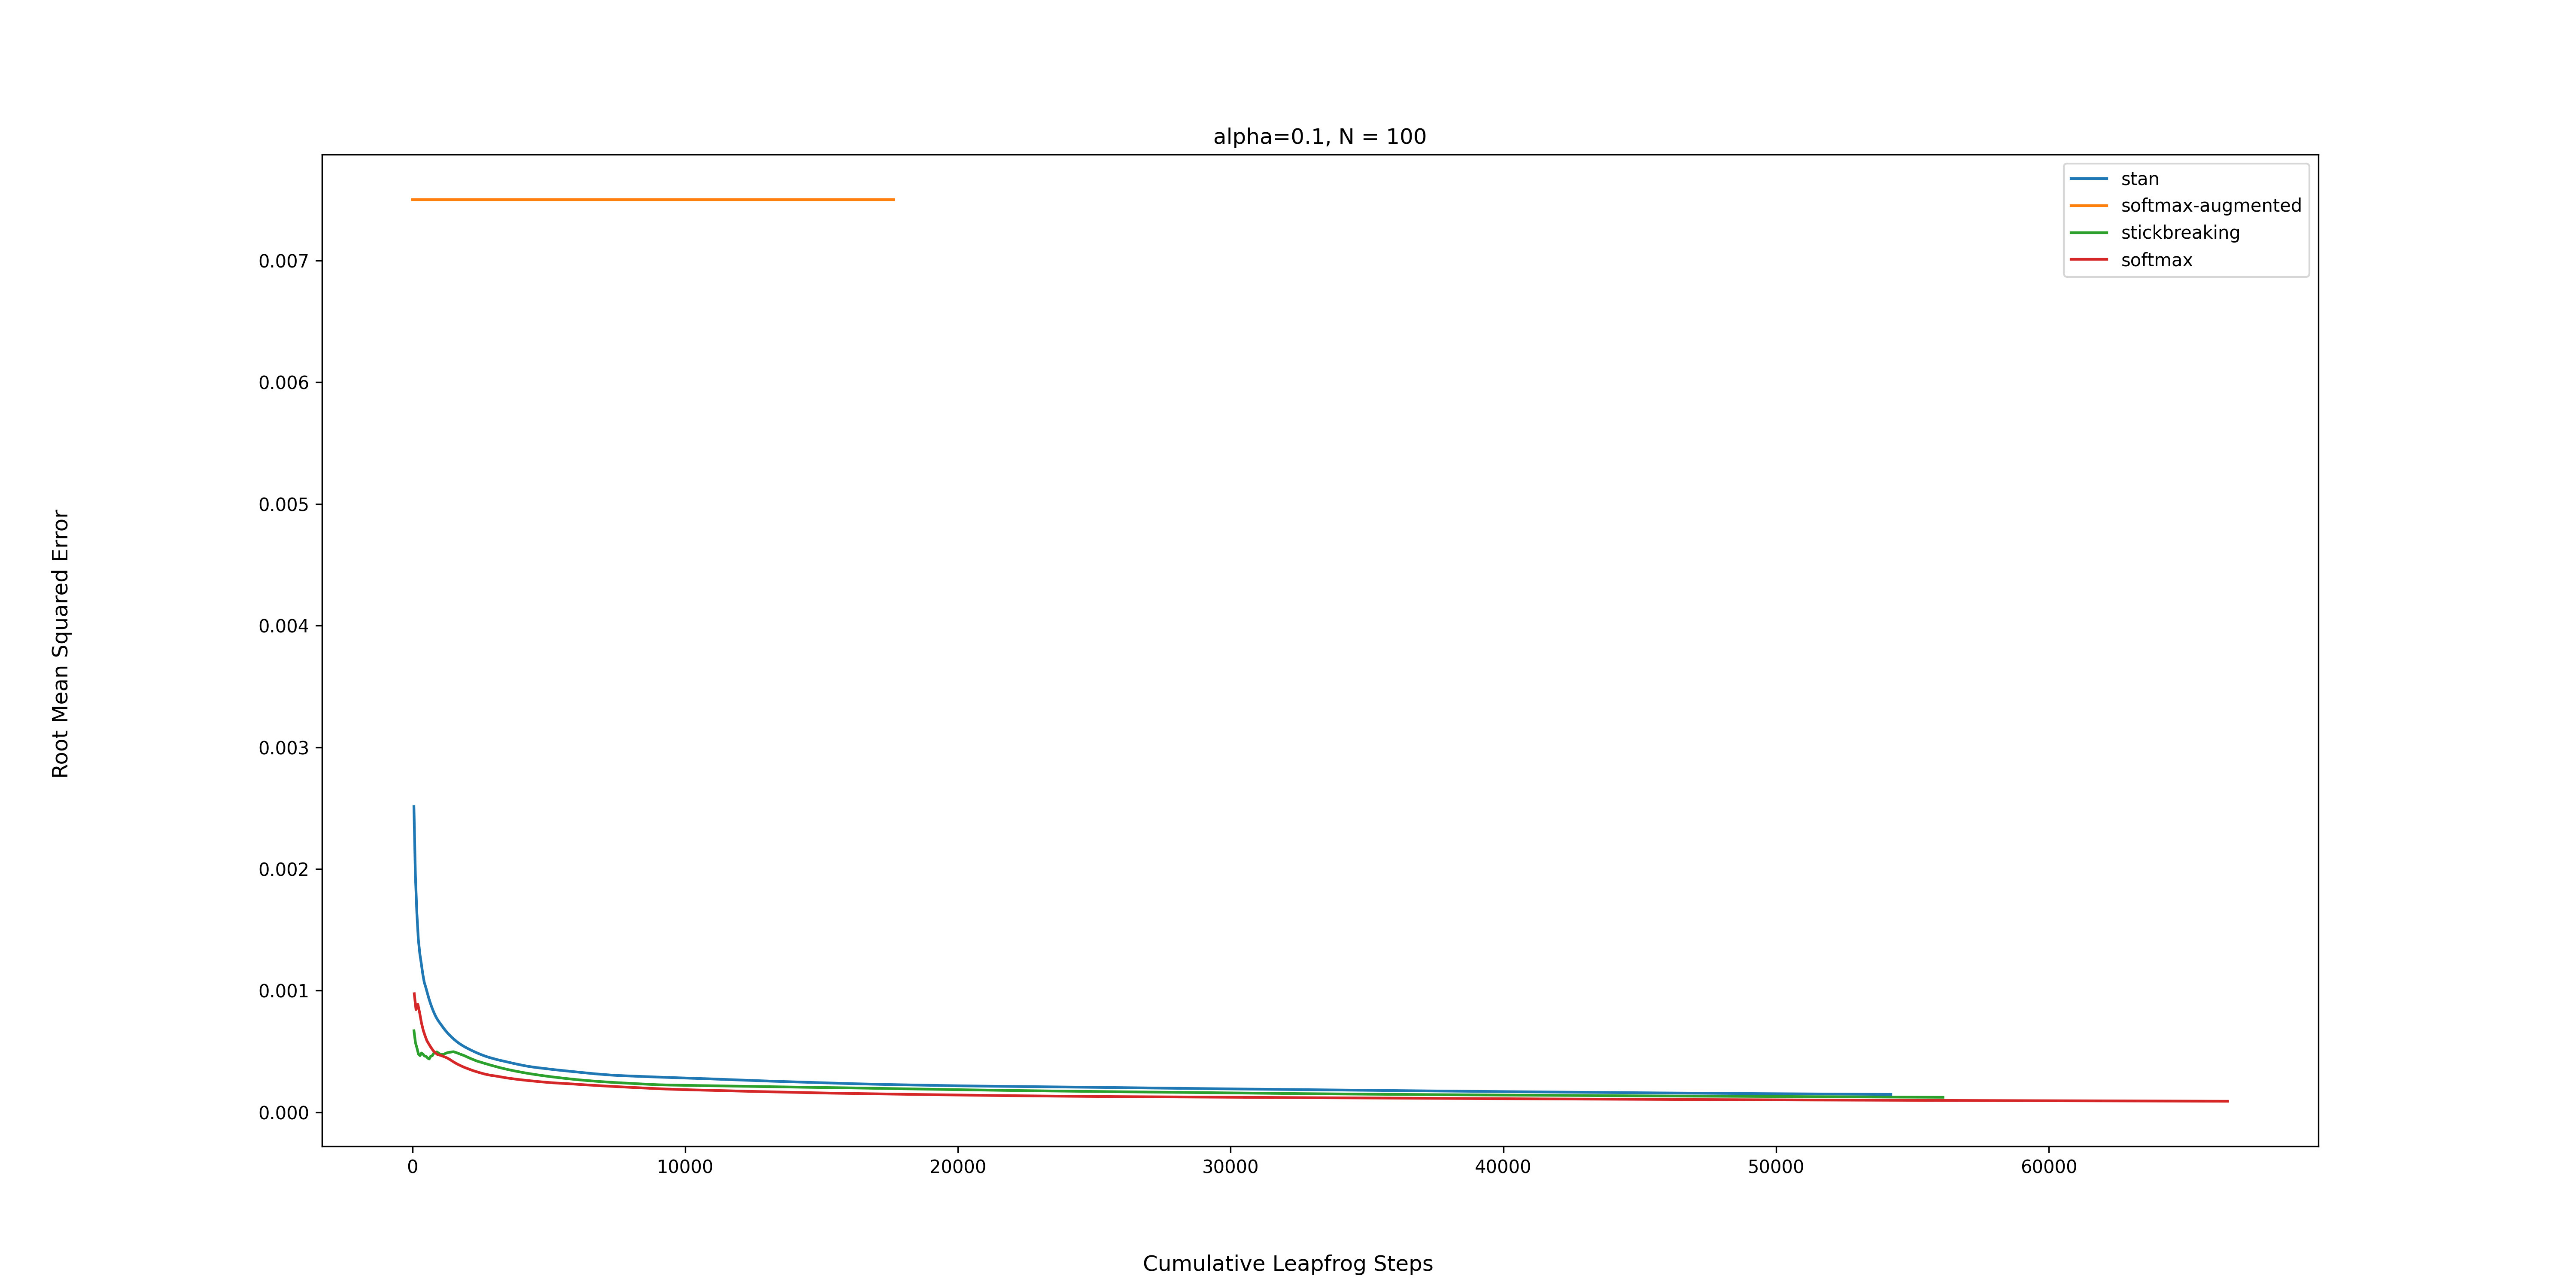 alpha=0.1, N = 100
stan
softmax-augmented
stickbreaking
softmax
0.007
0.006
0.005
0.004
0.003
0.002
0.001
0.000
Root Mean Squared Error
0 10000 20000 30000 40000 50000 60000
Cumulative Leapfrog Steps